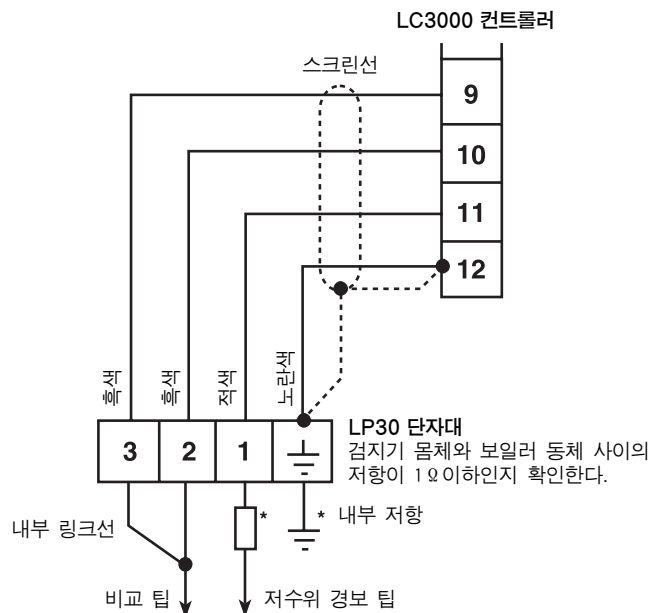 LC3000 컨트롤러
스크린선
9
10
11
12
흑색
흑색
적색
노란색
3
2
1
LP30 단자대
검지기 몸체와 보일러 동체 사이의
저항이 1Ω이하인지 확인한다.
내부 링크선
*
* 내부 저항
비교 팁
저수위 경보 팁